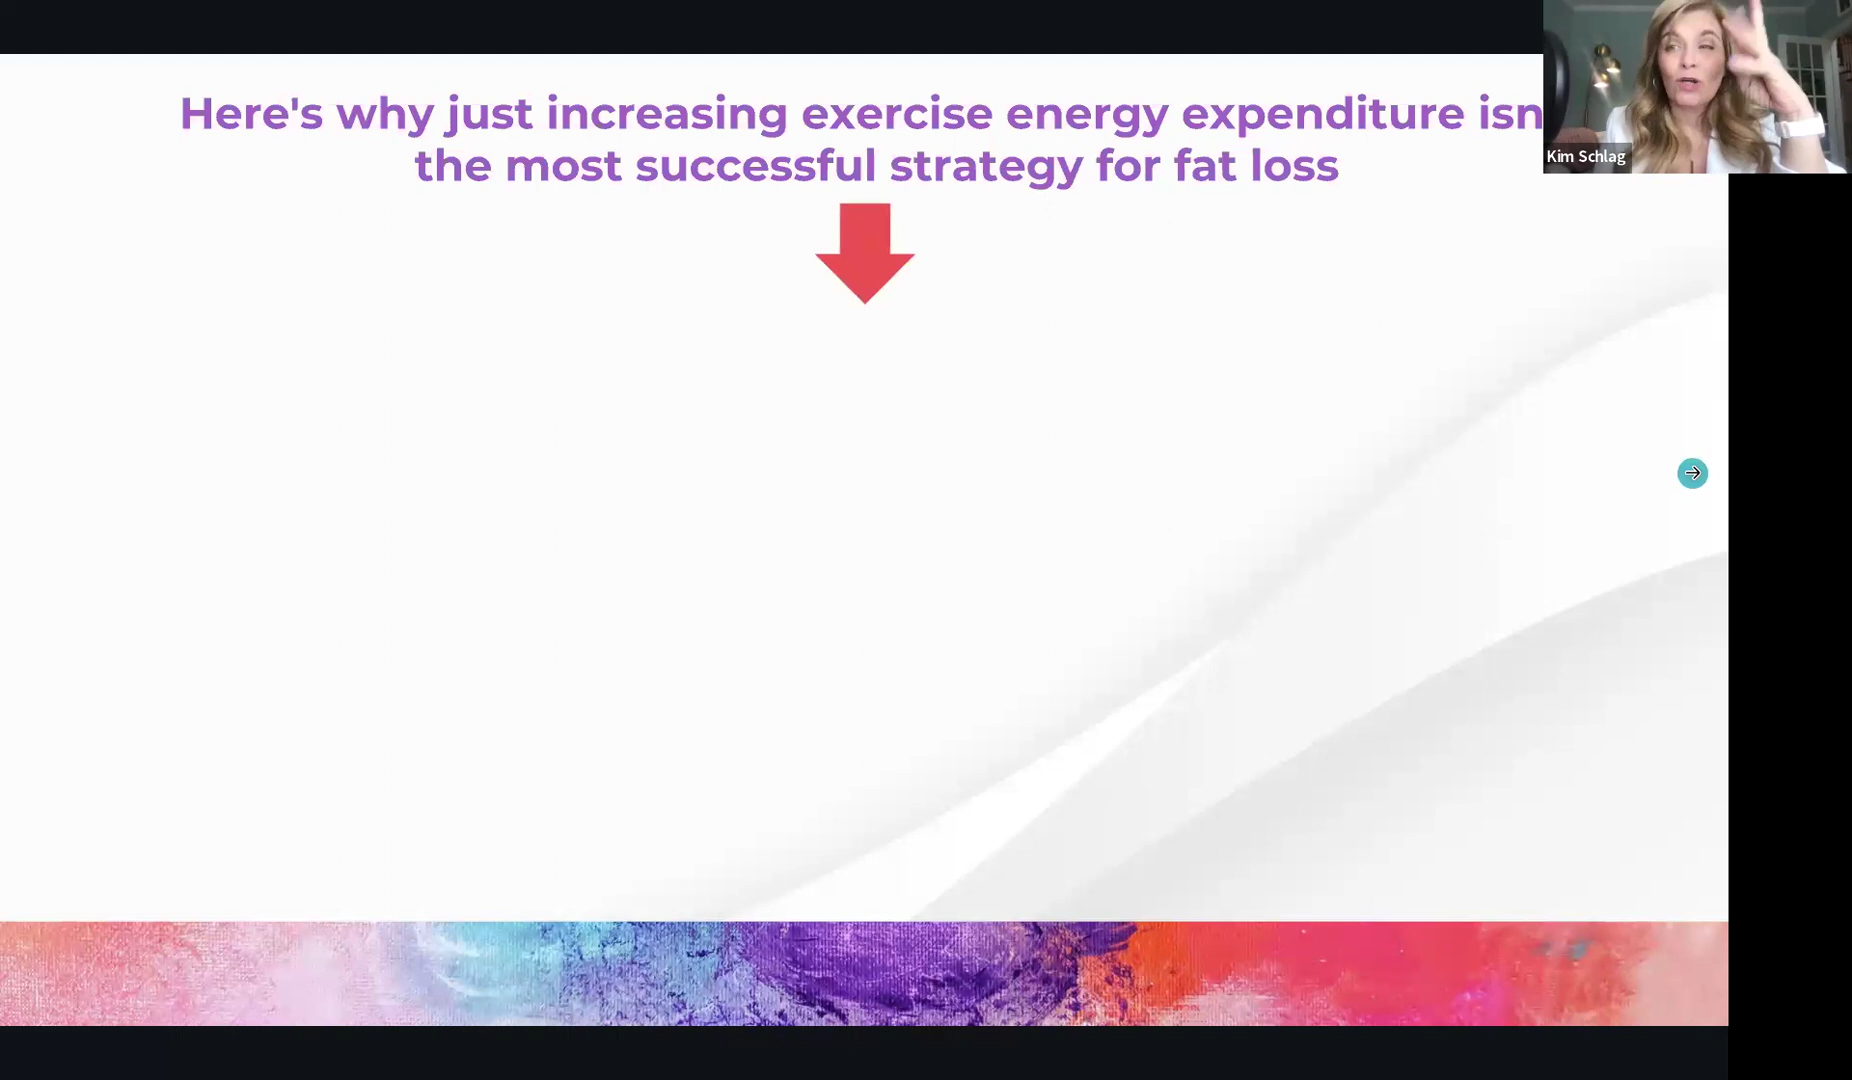 Here's why just increasing exercise energy expenditure isn
the most successful strategy for fat loss
Kim Schlag